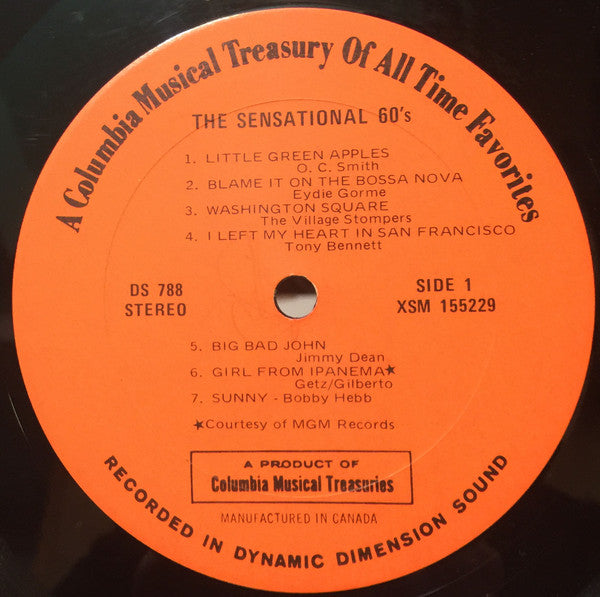 A Columbia Musical Treasury Of All Time Favorites
THE SENSATIONAL 60's
1. LITTLE GREEN APPLES
O. C. Smith
2. BLAME IT ON THE BOSSA NOVA
Eydie Gorme
3. WASHINGTON SQUARE
The Village Stompers
4. I LEFT MY HEART IN SAN FRANCISCO
Tony Bennett
DS 788
STEREO
SIDE 1
XSM 155229
5. BIG BAD JOHN
Jimmy Dean
6. GIRL FROM IPANEMA★
Getz/Gilberto
7. SUNNY - Bobby Hebb
★Courtesy of MGM Records
A PRODUCT OF
Columbia Musical Treasuries
MANUFACTURED IN CANADA
RECORDED IN DYNAMIC DIMENSION SOUND